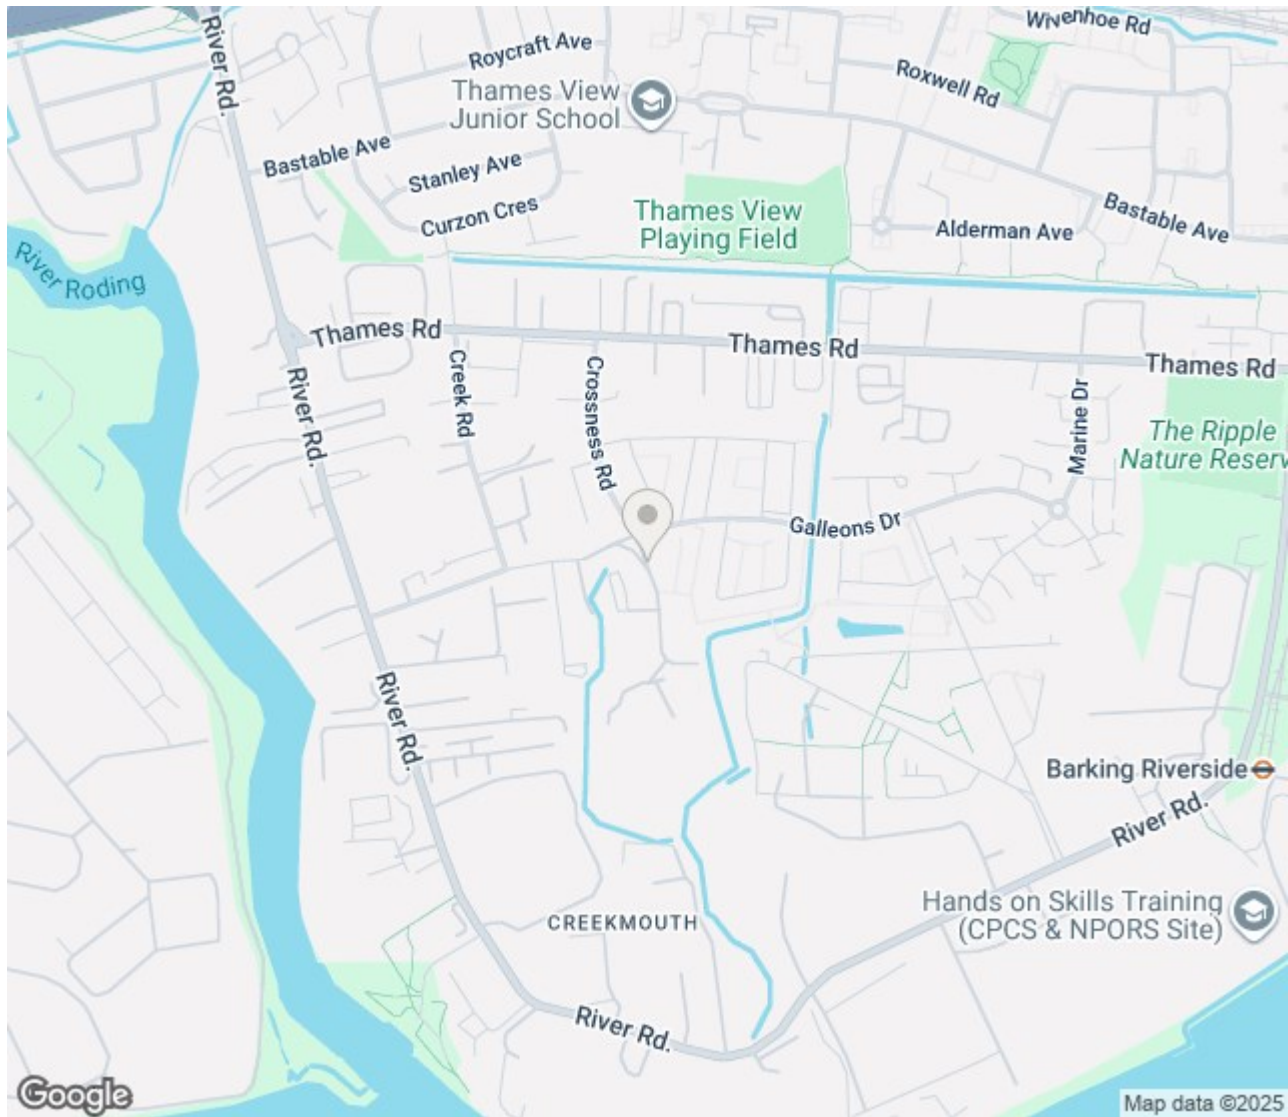 River Rd.
Roycraft Ave
Wivenhoe Rd
Thames View
Junior School
Roxwell Rd
Bastable Ave
Stanley Ave
Curzon Cres
Thames View
Playing Field
Alderman Ave
Bastable Ave
River Roding
Thames Rd
Thames Rd
Thames Rd
Creek Rd
Crossness Rd
River Rd.
Marine Dr
The Ripple
Nature Reserv
Galleons Dr
River Rd.
Barking Riverside
River Rd.
Hands on Skills Training
(CPCS & NPORS Site)
CREEKMOUTH
River Rd.
Google
Map data ©2025